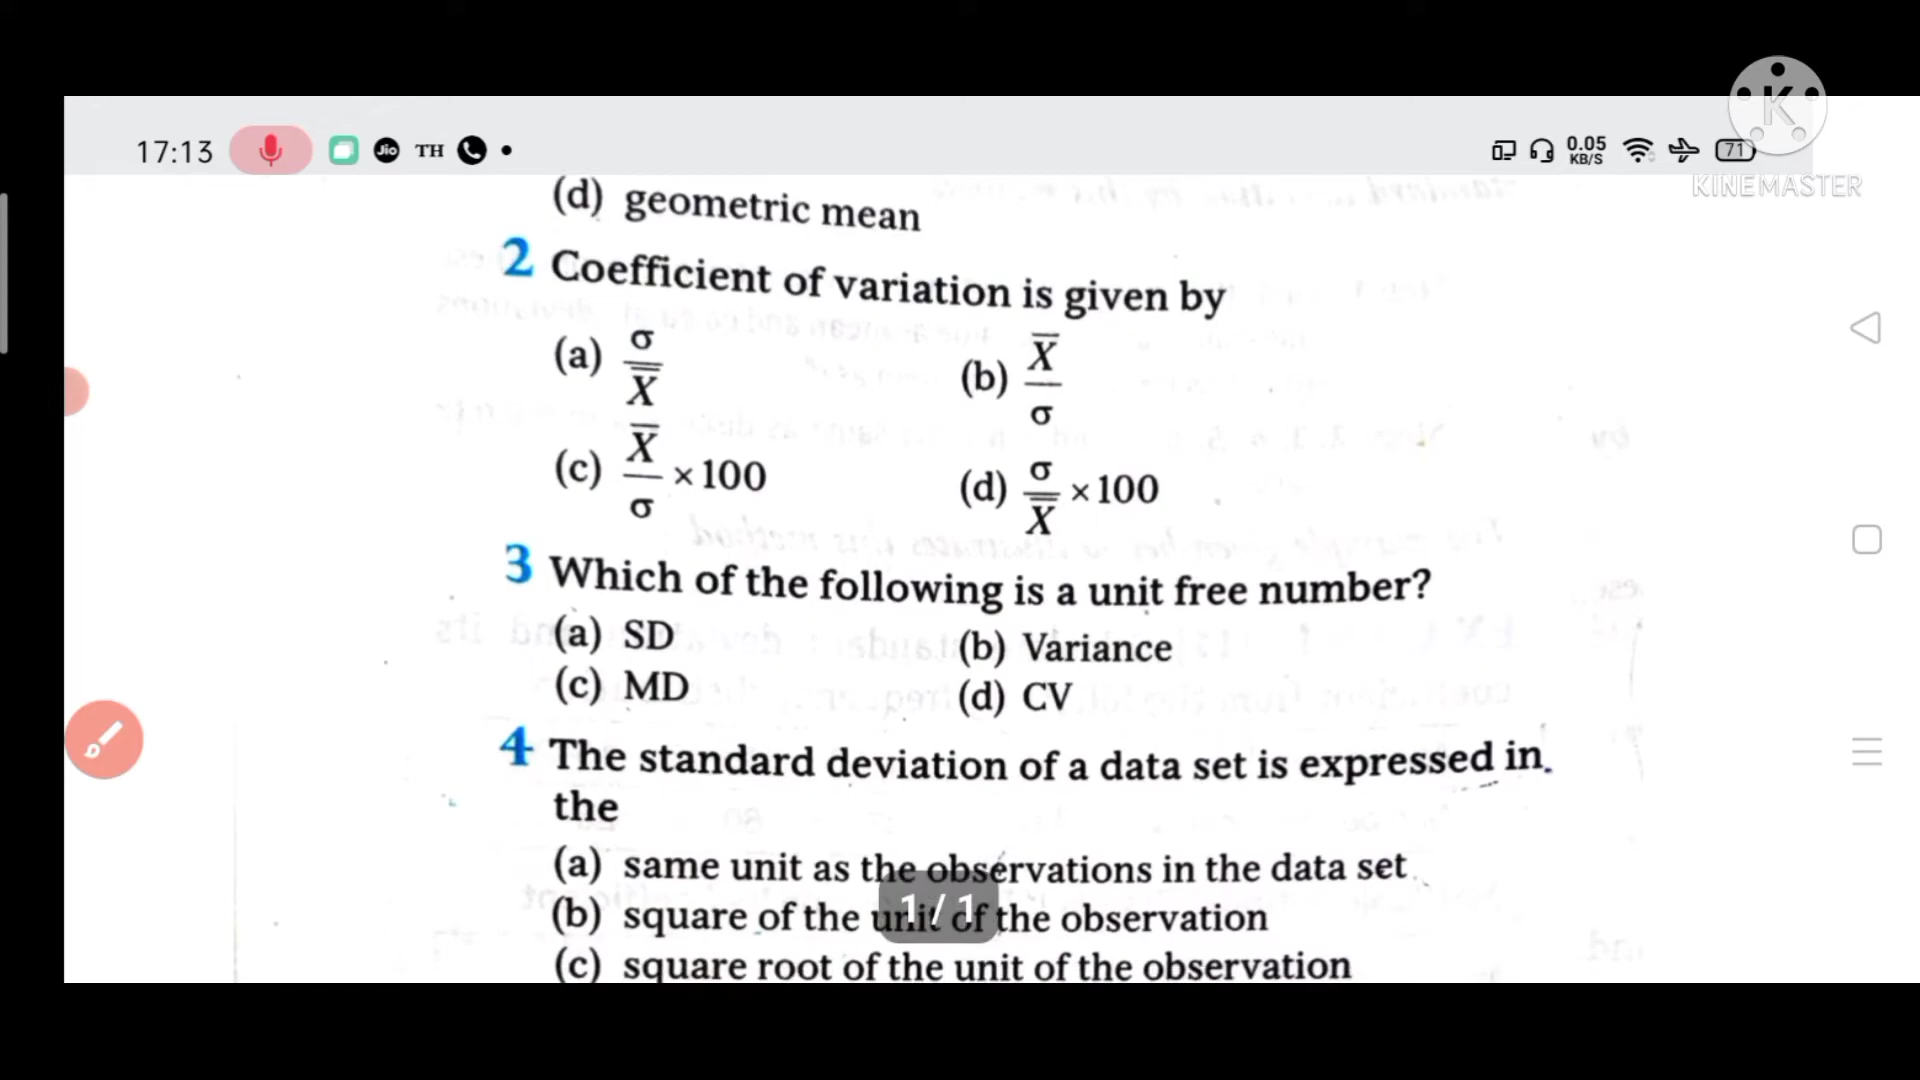 17:13 Jio TH 0.05 KB/S 71
KINEMASTER
(d) geometric mean
2 Coefficient of variation is given by
(a) σ/X̅ (b) X̅/σ
(c) X̅/σ ×100 (d) σ/X̅ ×100
3 Which of the following is a unit free number?
(a) SD (b) Variance
(c) MD (d) CV
4 The standard deviation of a data set is expressed in
the
(a) same unit as the observations in the data set
(b) square of the unit of the observation
(c) square root of the unit of the observation
1/1